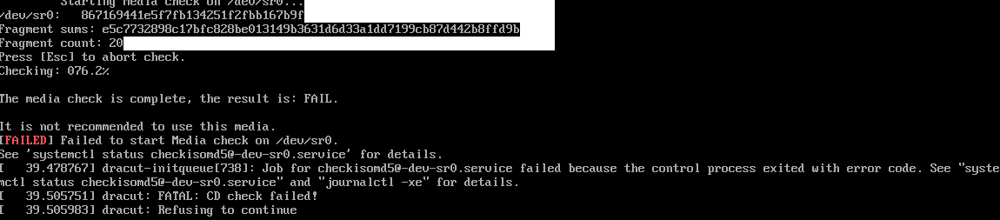 Starting Media check on /dev/sr0...
/dev/sr0:   867169441e5f7fb134251f2fbb167b9f
Fragment sums: e5c7732898c17bfc828be013149b3631d6d33a1dd7199cb87d442b8ffd9b
Fragment count: 20
Press [Esc] to abort check.
Checking: 076.2%
The media check is complete, the result is: FAIL.
It is not recommended to use this media.
[FAILED] Failed to start Media check on /dev/sr0.
See 'systemctl status checkisomd5@-dev-sr0.service' for details.
[   39.478767] dracut-initqueue[738]: Job for checkisomd5@-dev-sr0.service failed because the control process exited with error code. See "syste
mctl status checkisomd5@-dev-sr0.service" and "journalctl -xe" for details.
[   39.505751] dracut: FATAL: CD check failed!
[   39.505983] dracut: Refusing to continue